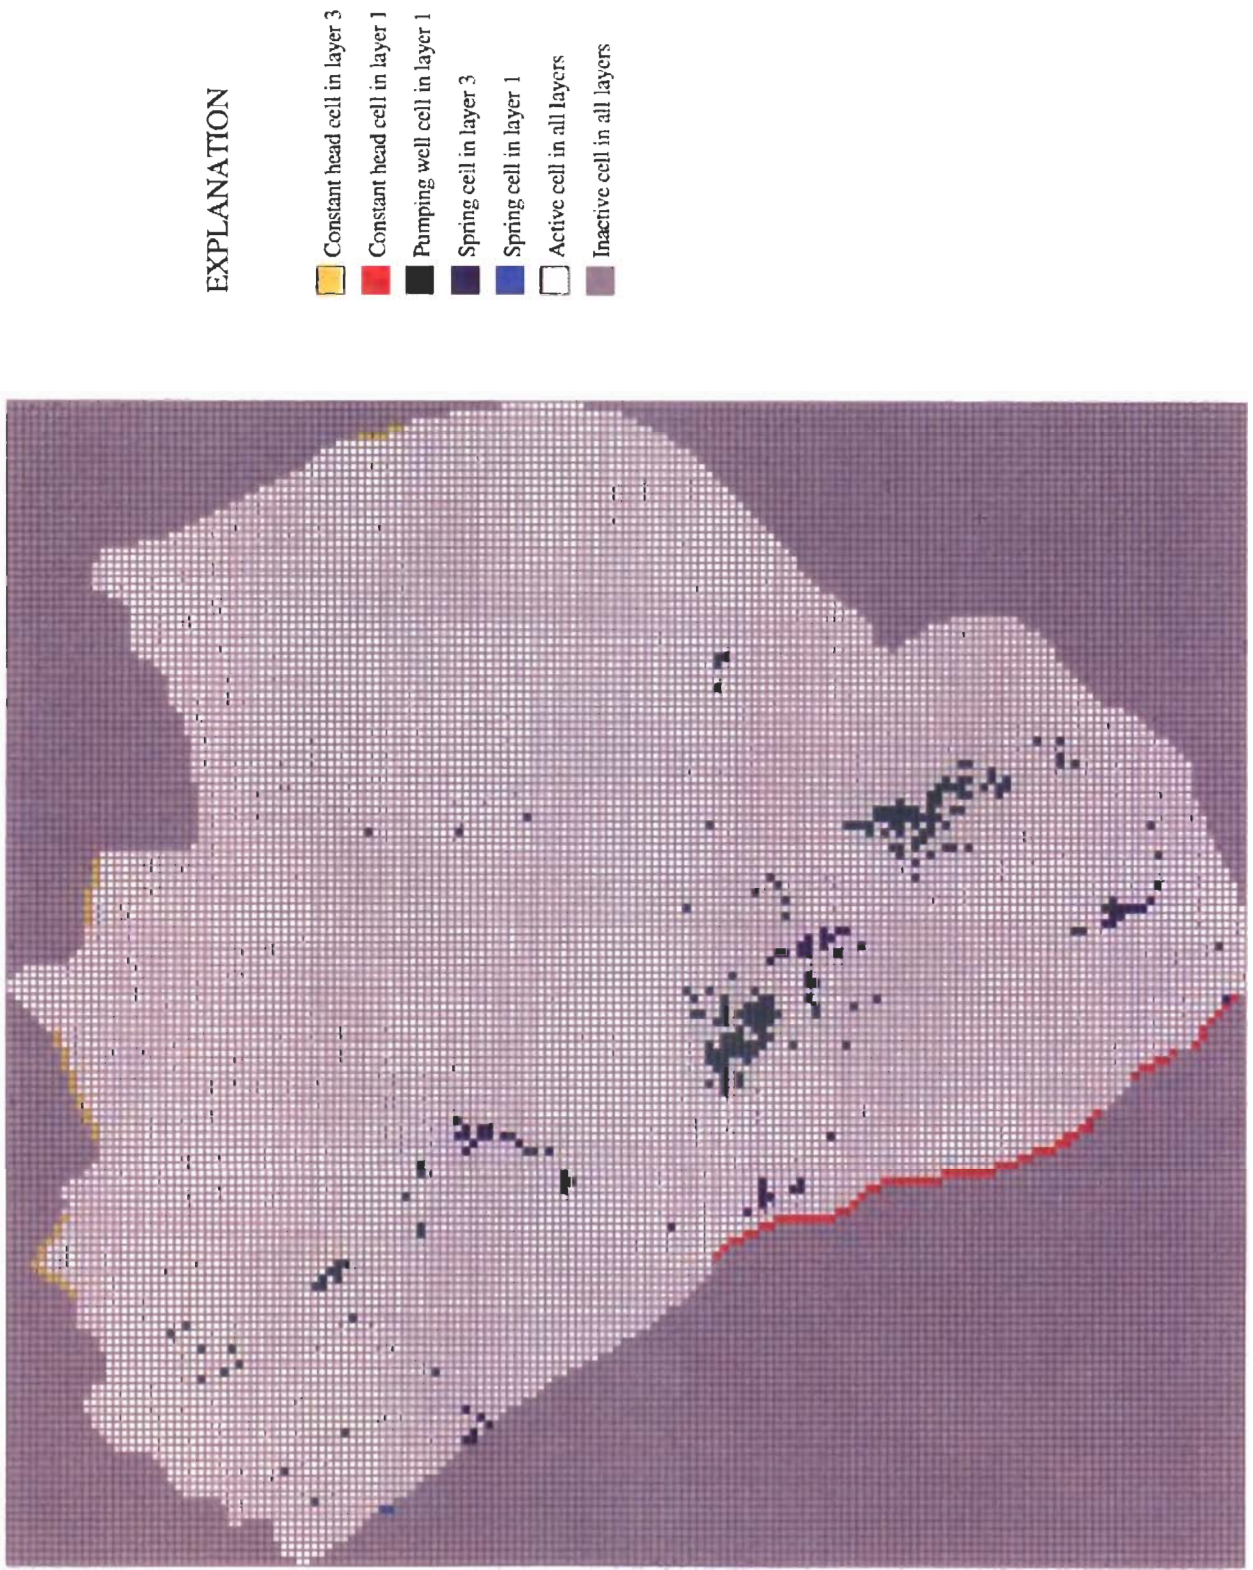 EXPLANATION
Constant head cell in layer 3
Constant head cell in layer 1
Pumping well cell in layer 1
Spring cell in layer 3
Spring cell in layer 1
Active cell in all layers
Inactive cell in all layers